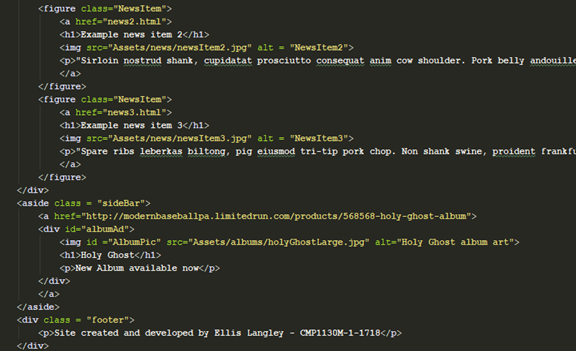 <figure class="NewsItem">
<a href="news2.html">
<h1>Example news item 2</h1>
<img src="Assets/news/newsItem2.jpg" alt = "NewsItem2">
<p>"Sirloin nostrud shank, cupidatat prosciutto consequat anim cow shoulder. Pork belly andouille
</a>
</figure>
<figure class="NewsItem">
<a href="news3.html">
<h1>Example news item 3</h1>
<img src="Assets/news/newsItem3.jpg" alt = "NewsItem3">
<p>"Spare ribs leberkas biltong, pig eiusmod tri-tip pork chop. Non shank swine, proident frankfu
</a>
</figure>
</div>
<aside class = "sideBar">
<a href="http://modernbaseballpa.limitedrun.com/products/568568-holy-ghost-album">
<div id="albumAd">
<img id ="AlbumPic" src="Assets/albums/holyGhostLarge.jpg" alt="Holy Ghost album art">
<h1>Holy Ghost</h1>
<p>New Album available now</p>
</div>
</a>
</aside>
<div class = "footer">
<p>Site created and developed by Ellis Langley - CMP1130M-1-1718</p>
</div>